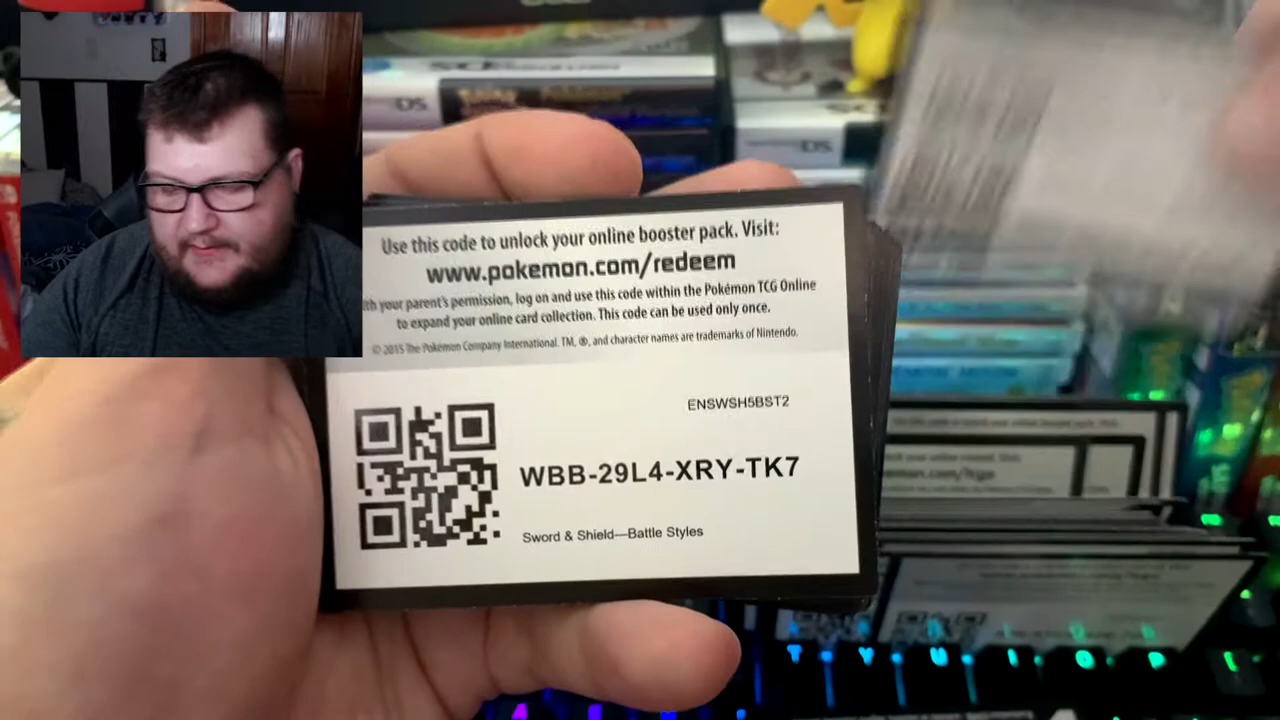 DS
DS
Use this code to unlock your online booster pack. Visit:
www.pokemon.com/redeem
th your parent's permission, log on and use this code within the Pokémon TCG Online
to expand your online card collection. This code can be used only once.
© 2015 The Pokémon Company International. TM, ®, and character names are trademarks of Nintendo.
ENSWSH5BST2
WBB-29L4-XRY-TK7
Sword & Shield—Battle Styles
T Y U I O P
L
A